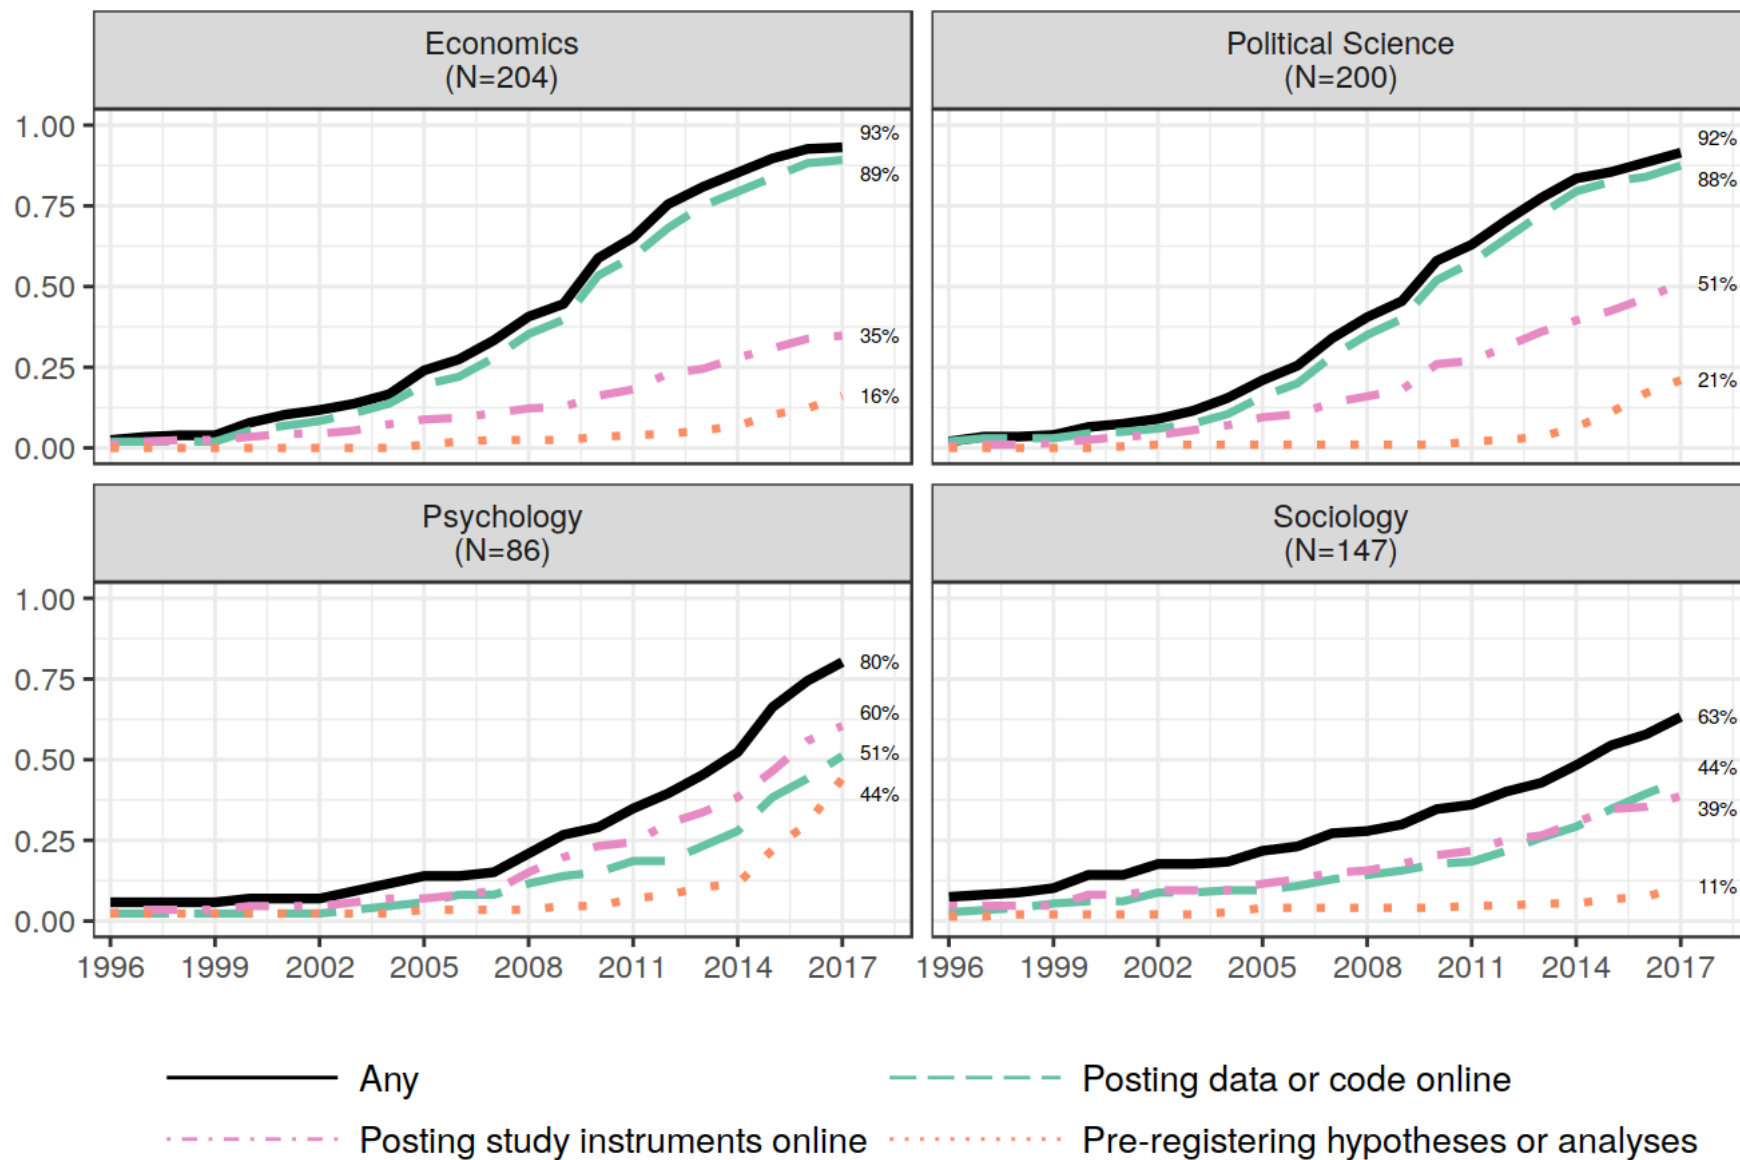 Economics
(N=204)
Political Science
(N=200)
1.00
0.75
0.50
0.25
0.00
93%
89%
35%
16%
92%
88%
51%
21%
Psychology
(N=86)
Sociology
(N=147)
1.00
0.75
0.50
0.25
0.00
80%
60%
51%
44%
63%
44%
39%
11%
1996 1999 2002 2005 2008 2011 2014 2017
1996 1999 2002 2005 2008 2011 2014 2017
Any
Posting data or code online
Posting study instruments online
Pre-registering hypotheses or analyses